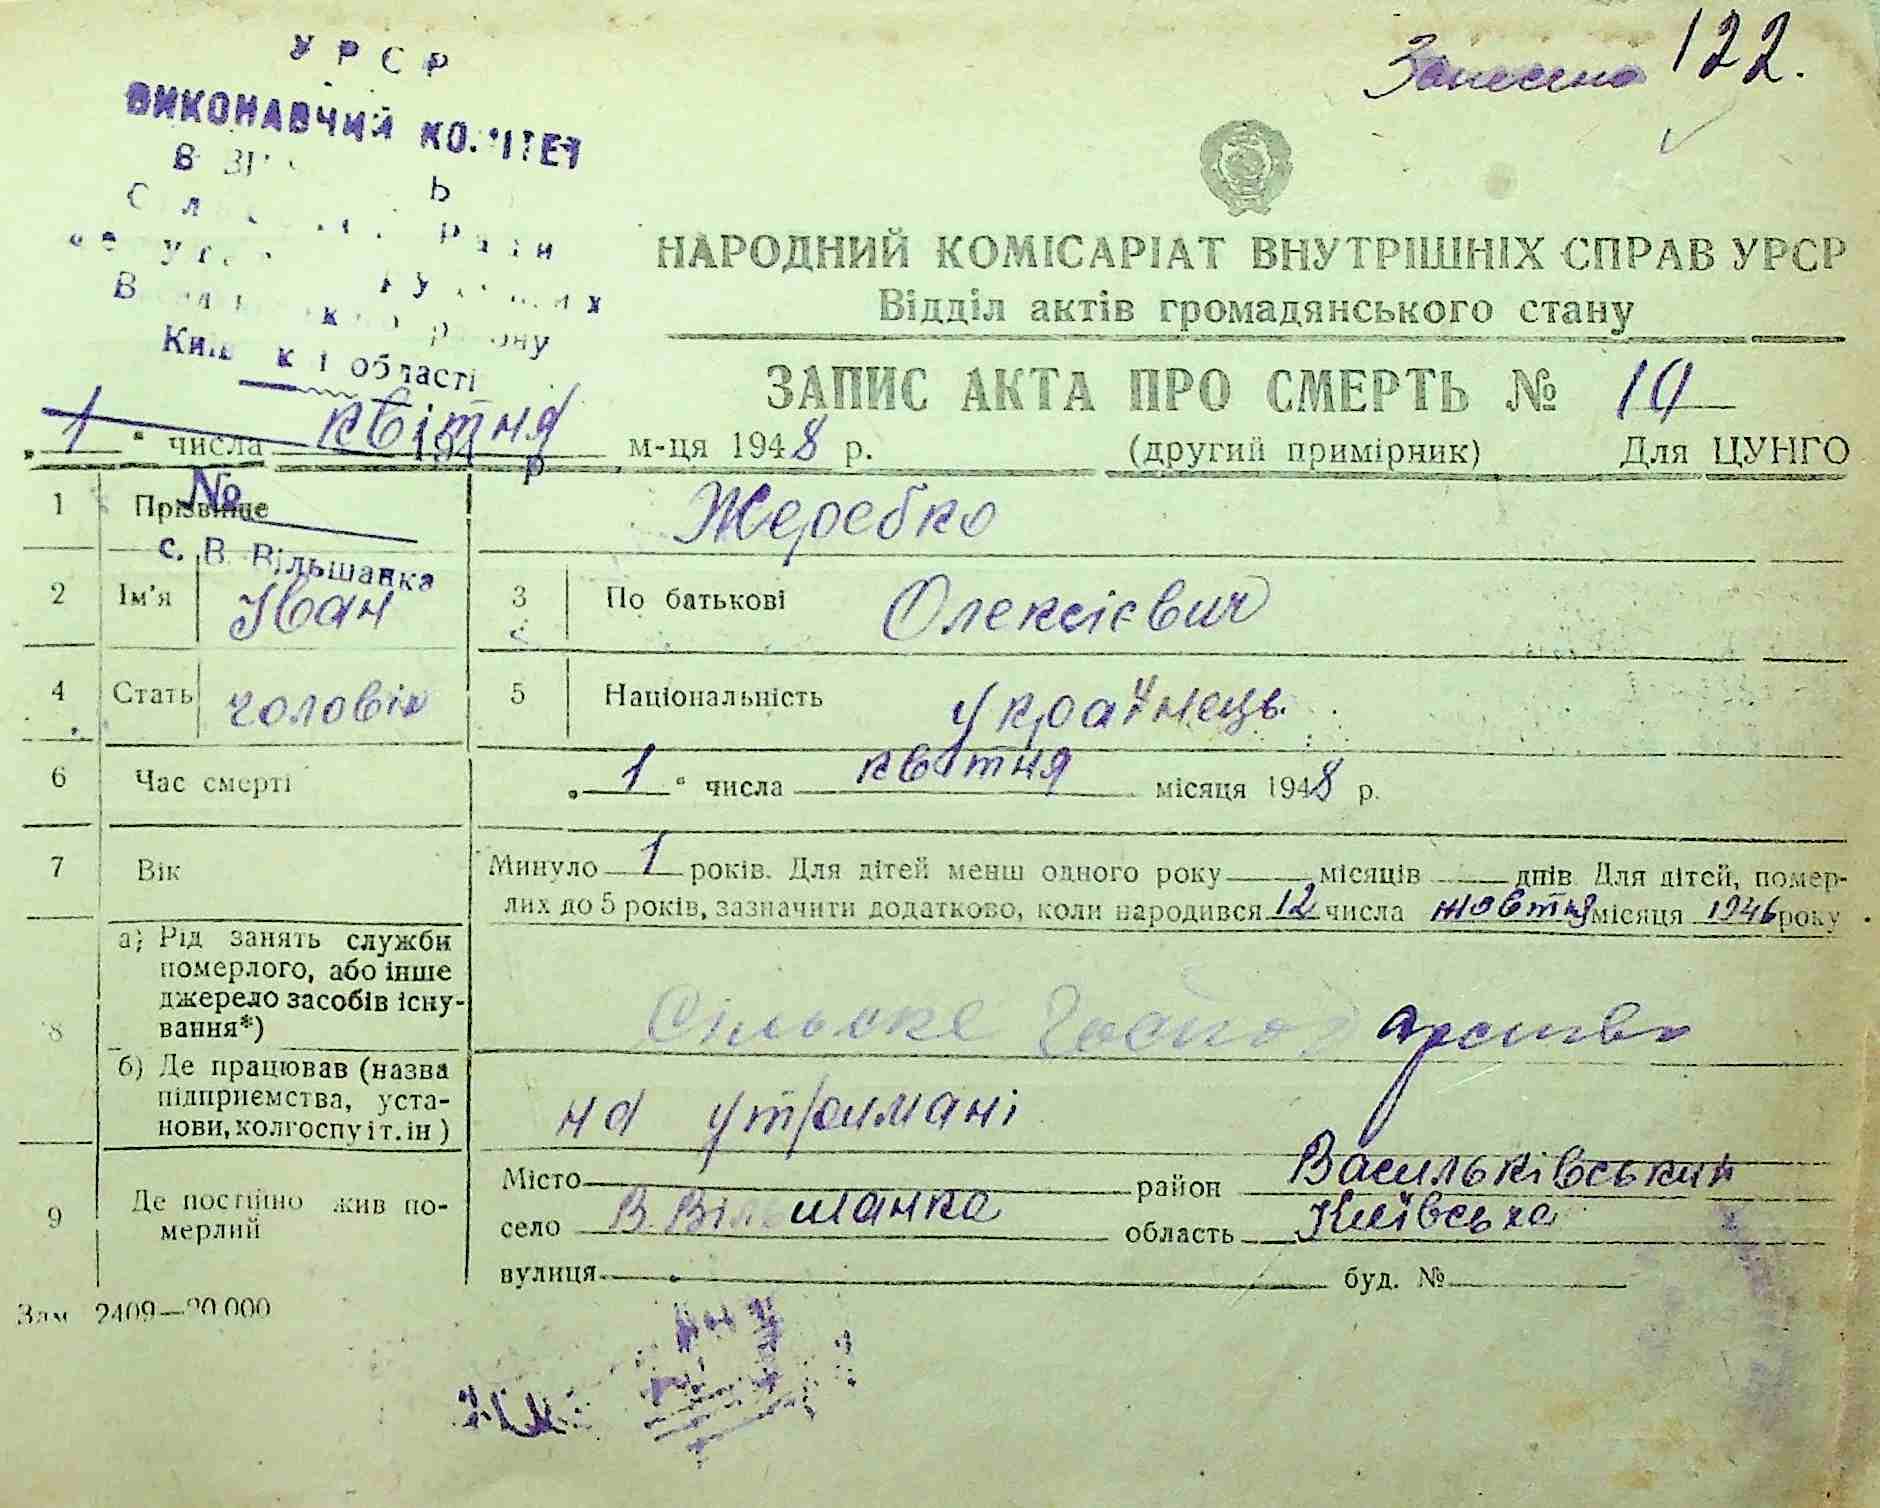 Занесено 122.
УРСР
ВИКОНАВЧИЙ КОМІТЕТ
Ради
району
області
НАРОДНИЙ КОМІСАРІАТ ВНУТРІШНІХ СПРАВ УРСР
Відділ актів громадянського стану
ЗАПИС АКТА ПРО СМЕРТЬ № 19
„1" числа квітня м-ця 1948 р. (другий примірник) Для ЦУНГО
№
с. В. Вільшанка
1 Прізвище Жеребко
2 Ім'я Іван 3 По батькові Олексієвич
4 Стать чоловік 5 Національність українець.
6 Час смерті „1" числа квітня місяця 1948 р.
7 Вік Минуло 1 років. Для дітей менш одного року місяців днів. Для дітей, помер-
лих до 5 років, зазначити додатково, коли народився 12 числа жовтня місяця 1946 року
8 а) Рід занять служби
померлого, або інше
джерело засобів існу-
вання*) Сільске Господарство
б) Де працював (назва
підприємства, уста-
нови, колгоспу і т. ін) на утримані
9 Де постійно жив по-
мерлий
Місто район Васильківський
село В. Вільшанка область Київська
вулиця буд. №
Зам 2409—20.000